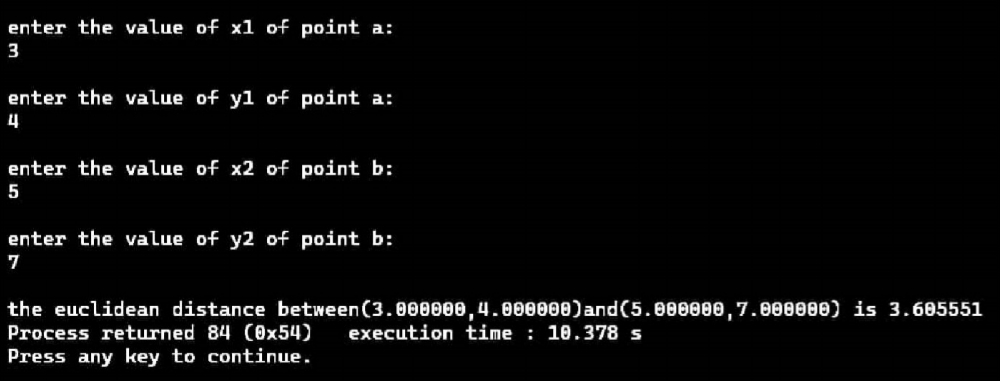 enter the value of x1 of point a:
3
enter the value of y1 of point a:
4
enter the value of x2 of point b:
5
enter the value of y2 of point b:
7
the euclidean distance between(3.000000,4.000000)and(5.000000,7.000000) is 3.605551
Process returned 84 (0x54)   execution time : 10.378 s
Press any key to continue.